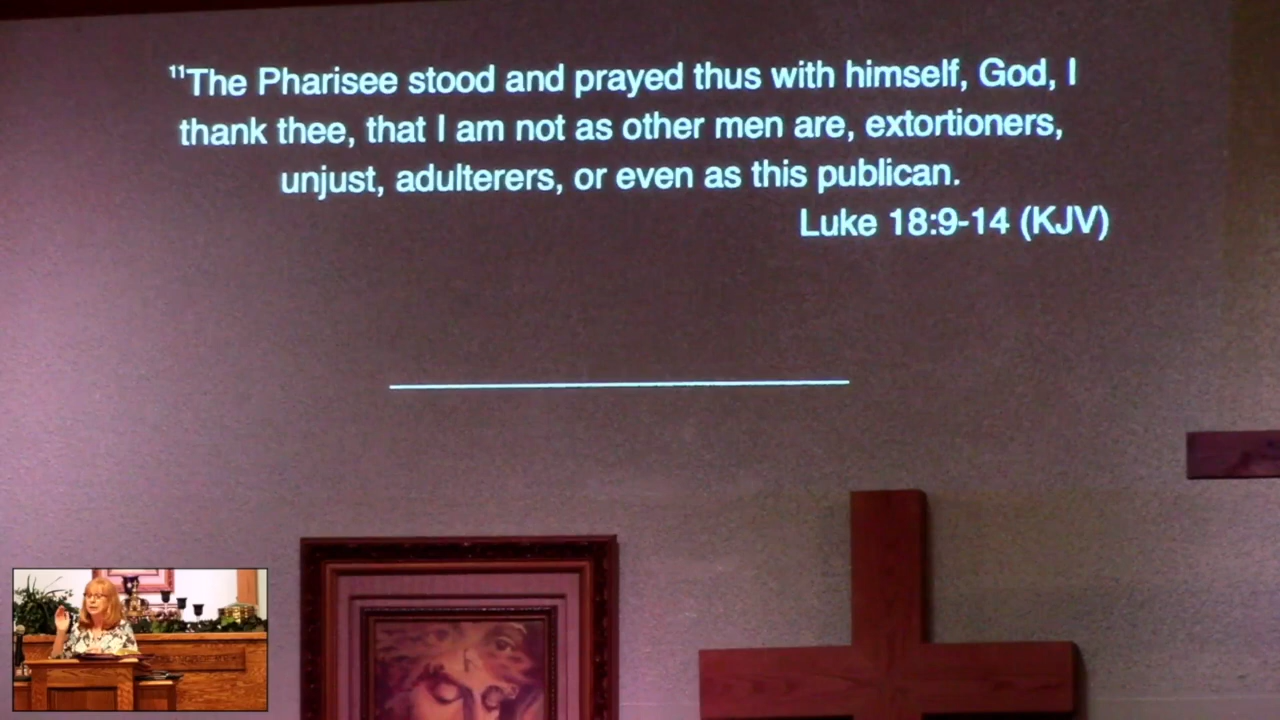 ¹¹The Pharisee stood and prayed thus with himself, God, I
thank thee, that I am not as other men are, extortioners,
unjust, adulterers, or even as this publican.
Luke 18:9-14 (KJV)